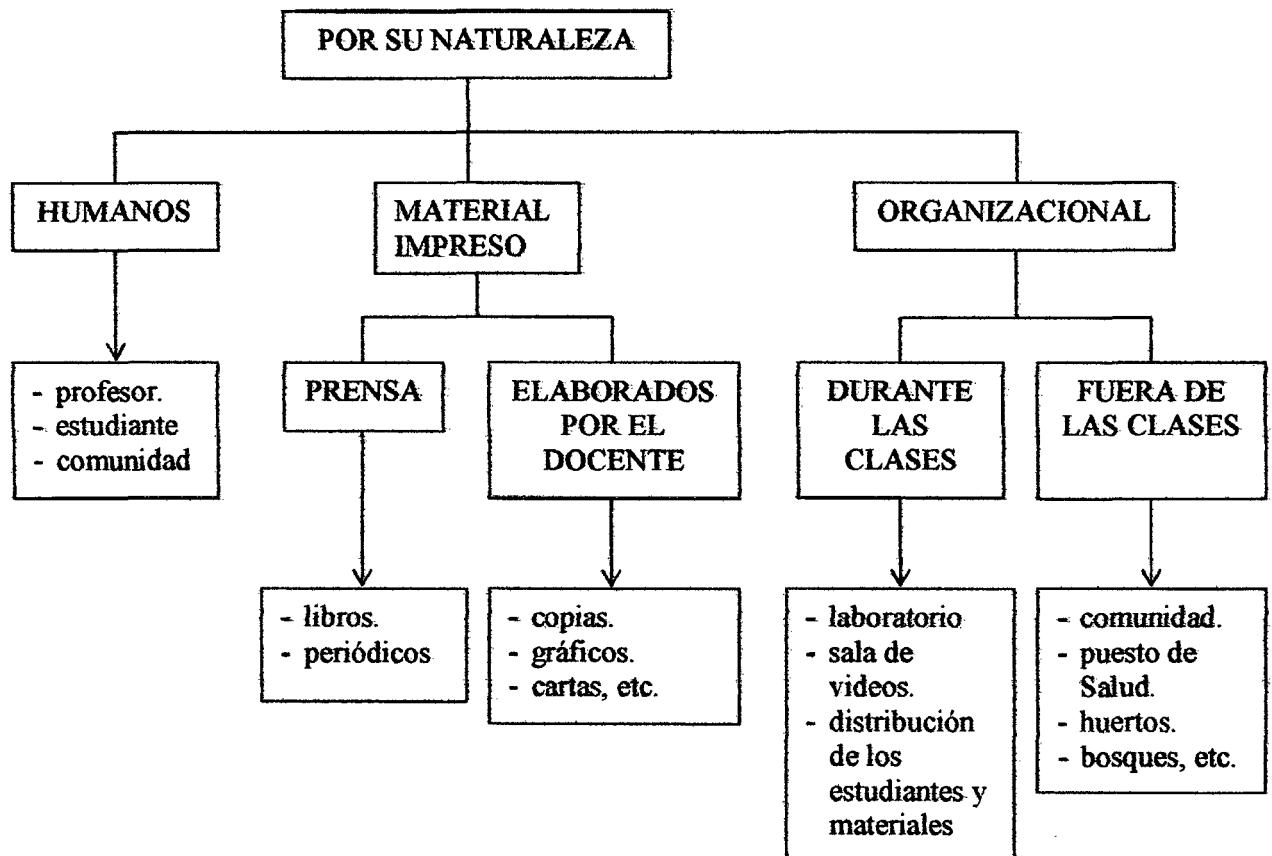 POR SU NATURALEZA
HUMANOS
- profesor.
- estudiante
- comunidad
MATERIAL
IMPRESO
PRENSA
- libros.
- periódicos
ELABORADOS
POR EL
DOCENTE
- copias.
- gráficos.
- cartas, etc.
ORGANIZACIONAL
DURANTE
LAS
CLASES
- laboratorio
- sala de
videos.
- distribución
de los
estudiantes y
materiales
FUERA DE
LAS CLASES
- comunidad.
- puesto de
Salud.
- huertos.
- bosques, etc.